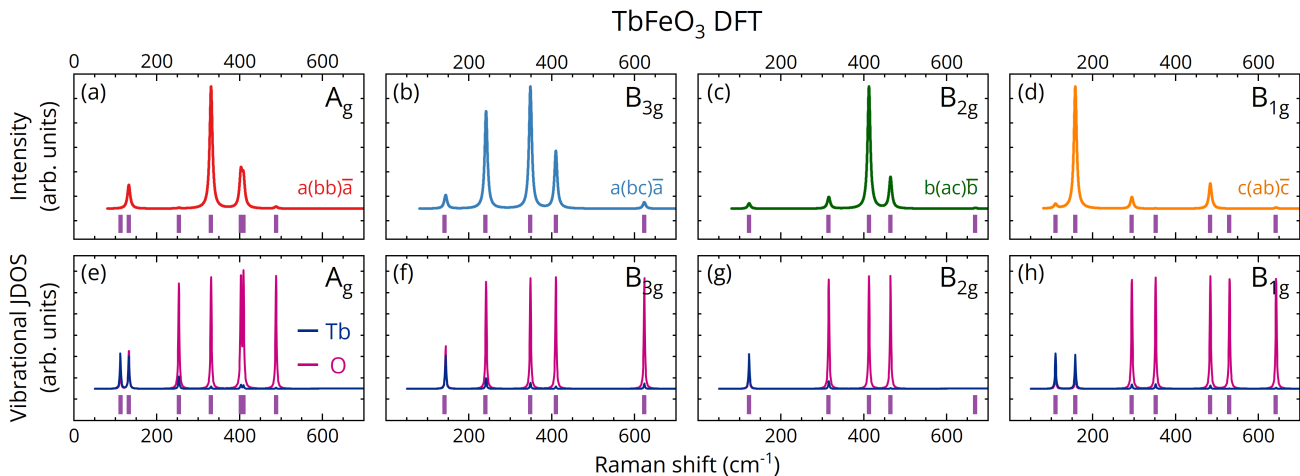 TbFeO3 DFT
0 200 400 600 200 400 600 200 400 600 200 400 600
(a) Ag (b) B3g (c) B2g (d) B1g
Intensity
(arb. units)
a(bb)a̅ a(bc)a̅ b(ac)b̅ c(ab)c̅
(e) Ag (f) B3g (g) B2g (h) B1g
Vibrational JDOS
(arb. units)
Tb
O
0 200 400 600 200 400 600 200 400 600 200 400 600
Raman shift (cm-1)